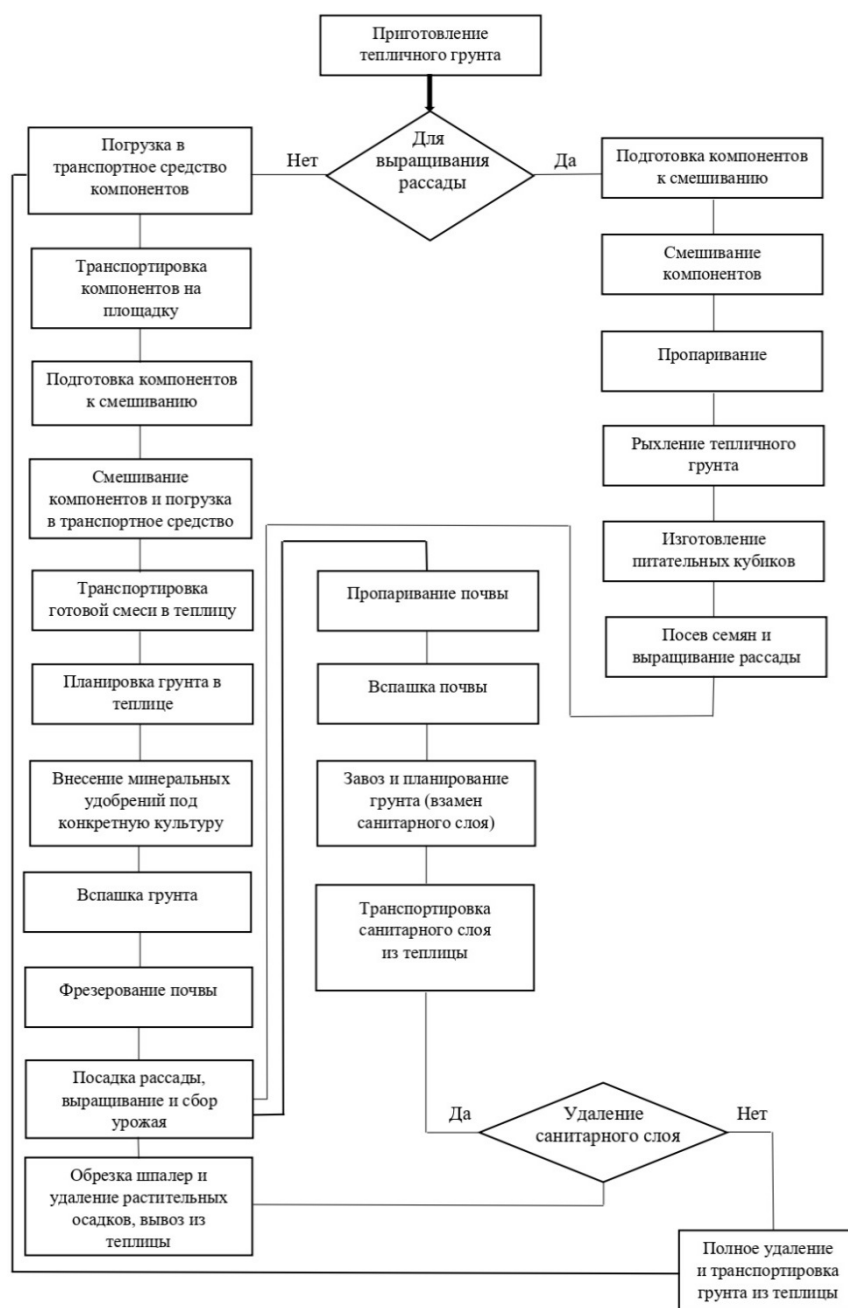 Приготовление
тепличного грунта
Для
выращивания
рассады
Нет
Да
Погрузка в
транспортное средство
компонентов
Транспортировка
компонентов на
площадку
Подготовка компонентов
к смешиванию
Смешивание
компонентов и погрузка
в транспортное средство
Транспортировка
готовой смеси в теплицу
Планировка грунта в
теплице
Внесение минеральных
удобрений под
конкретную культуру
Вспашка грунта
Фрезерование почвы
Посадка рассады,
выращивание и сбор
урожая
Обрезка шпалер и
удаление растительных
осадков, вывоз из
теплицы
Пропаривание почвы
Вспашка почвы
Завоз и планирование
грунта (взамен
санитарного слоя)
Транспортировка
санитарного слоя
из теплицы
Да
Удаление
санитарного слоя
Нет
Полное удаление
и транспортировка
грунта из теплицы
Подготовка компонентов
к смешиванию
Смешивание
компонентов
Пропаривание
Рыхление тепличного
грунта
Изготовление
питательных кубиков
Посев семян и
выращивание рассады